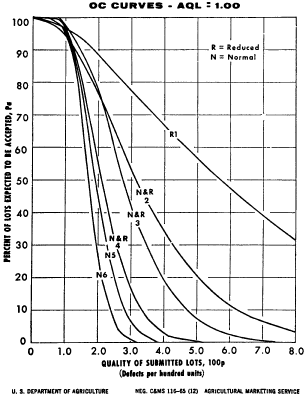 OC CURVES - AQL = 1.00
PERCENT OF LOTS EXPECTED TO BE ACCEPTED, Pa
100
90
80
70
60
50
40
30
20
10
0
R = Reduced
N = Normal
R1
N&R
2
N&R
3
N&R
4
N5
N6
0 1.0 2.0 3.0 4.0 5.0 6.0 7.0 8.0
QUALITY OF SUBMITTED LOTS, 100p
(Defects per hundred units)
U. S. DEPARTMENT OF AGRICULTURE NEG. C&MS 116-65 (12) AGRICULTURAL MARKETING SERVICE